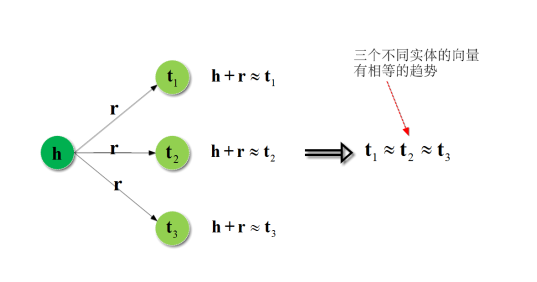 三个不同实体的向量
有相等的趋势
t₁
r
h + r ≈ t₁
h
r
t₂
h + r ≈ t₂
t₁ ≈ t₂ ≈ t₃
r
t₃
h + r ≈ t₃